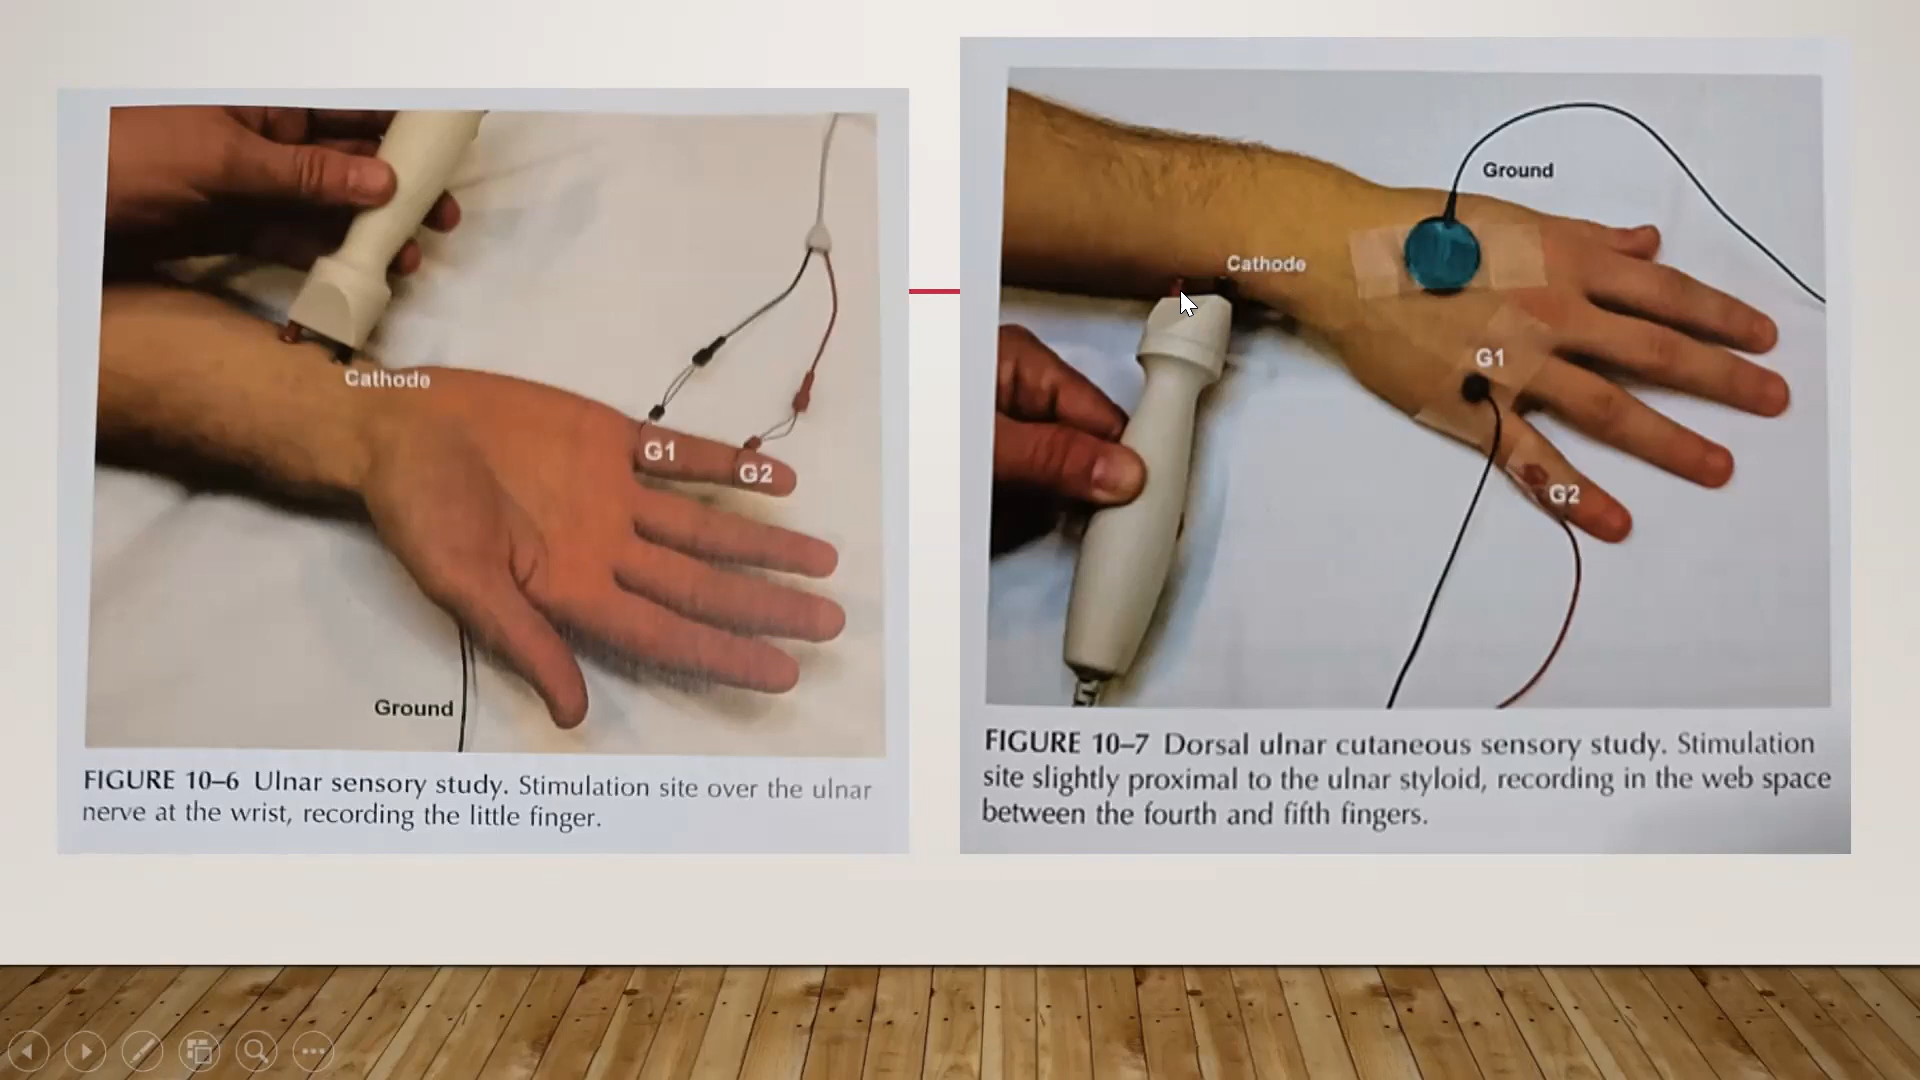 Cathode
G1
G2
Ground
FIGURE 10–6 Ulnar sensory study. Stimulation site over the ulnar
nerve at the wrist, recording the little finger.
Ground
Cathode
G1
G2
FIGURE 10–7 Dorsal ulnar cutaneous sensory study. Stimulation
site slightly proximal to the ulnar styloid, recording in the web space
between the fourth and fifth fingers.